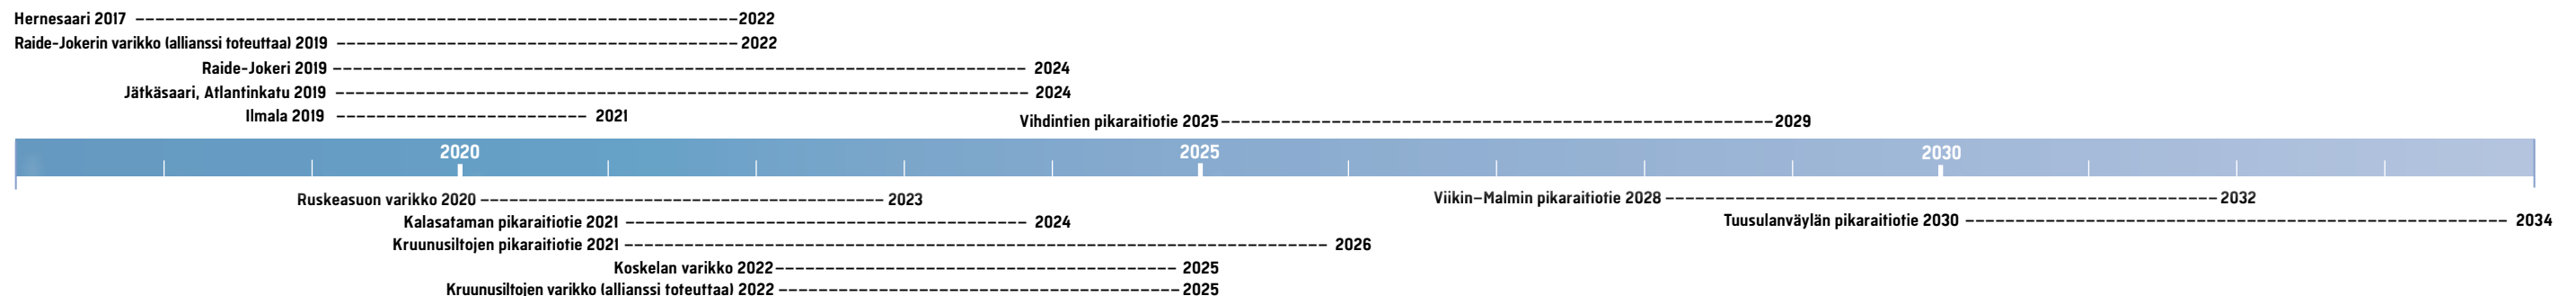 Hernesaari 2017 ------------------------------------------------------------2022
Raide-Jokerin varikko (allianssi toteuttaa) 2019 ---------------------------------------- 2022
Raide-Jokeri 2019 --------------------------------------------------------------------- 2024
Jätkäsaari, Atlantinkatu 2019 --------------------------------------------------------------------- 2024
Ilmala 2019 ------------------------- 2021
Vihdintien pikaraitiotie 2025-------------------------------------------------------2029
2020 2025 2030
Ruskeasuon varikko 2020 ---------------------------------------- 2023
Viikin–Malmin pikaraitiotie 2028 -------------------------------------------------------2032
Kalasataman pikaraitiotie 2021 ---------------------------------------- 2024
Tuusulanväylän pikaraitiotie 2030 ------------------------------------------------------ 2034
Kruunusiltojen pikaraitiotie 2021 ---------------------------------------------------------------------- 2026
Koskelan varikko 2022---------------------------------------- 2025
Kruunusiltojen varikko (allianssi toteuttaa) 2022 ----------------------------------------2025